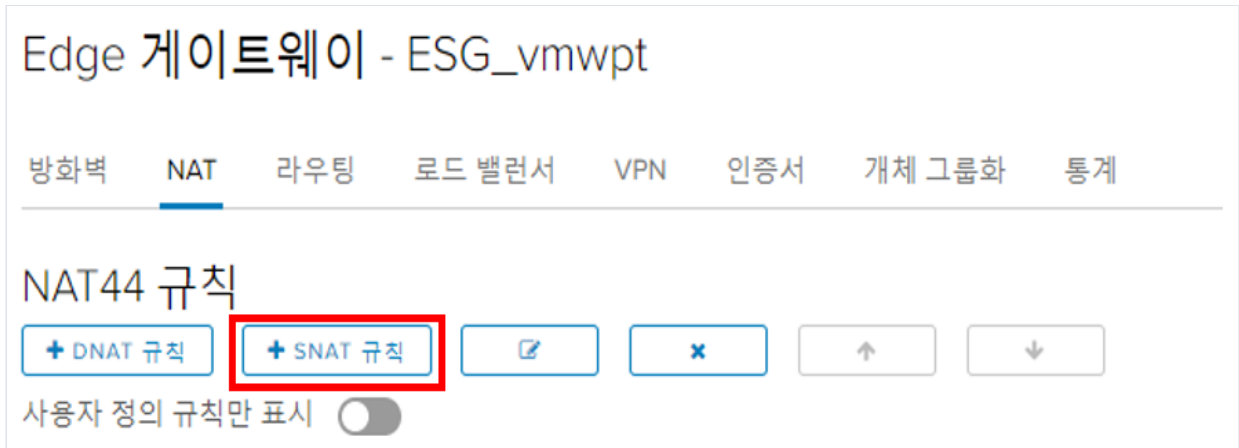 Edge 게이트웨이 - ESG_vmwpt
방화벽 NAT 라우팅 로드 밸런서 VPN 인증서 개체 그룹화 통계
NAT44 규칙
+ DNAT 규칙 + SNAT 규칙
사용자 정의 규칙만 표시